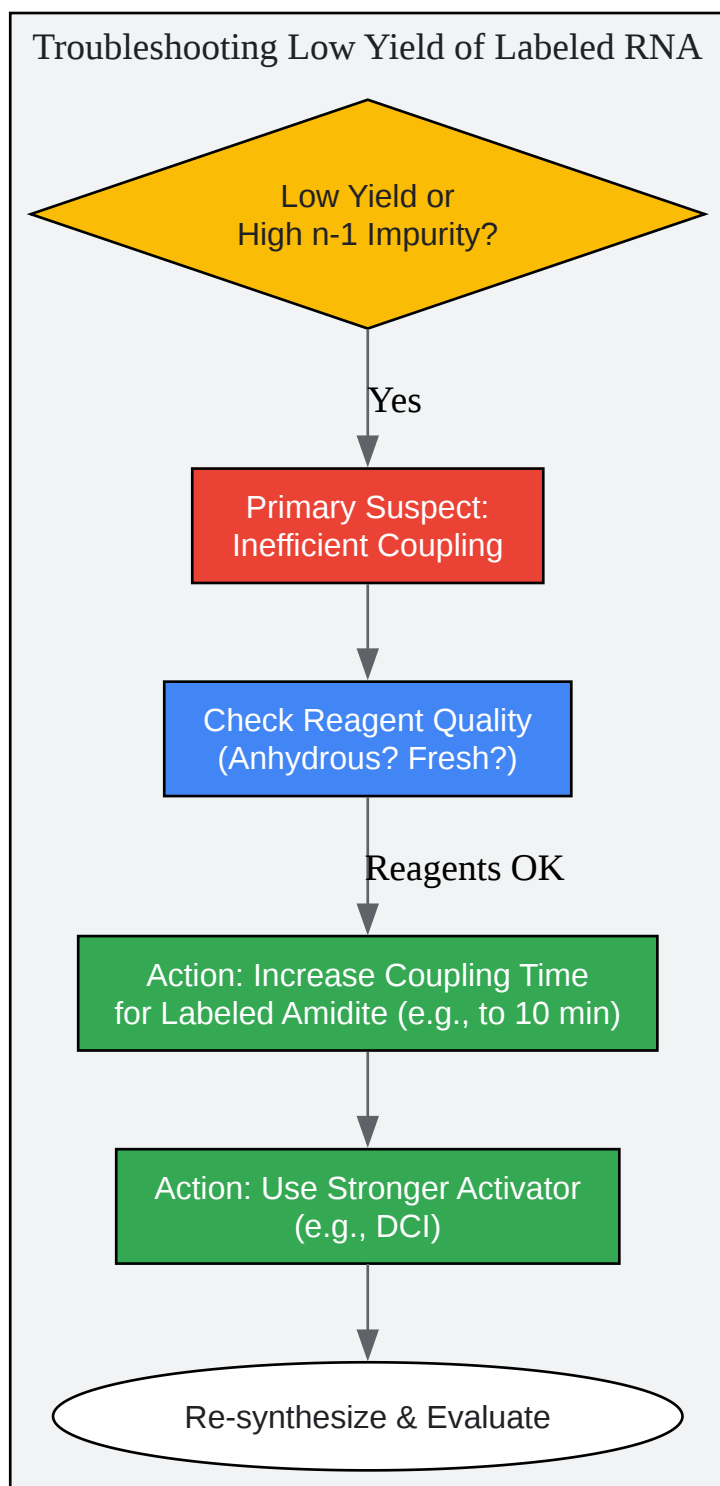 Troubleshooting Low Yield of Labeled RNA
Low Yield or
High n-1 Impurity?
Yes
Primary Suspect:
Inefficient Coupling
Check Reagent Quality
(Anhydrous? Fresh?)
Reagents OK
Action: Increase Coupling Time
for Labeled Amidite (e.g., to 10 min)
Action: Use Stronger Activator
(e.g., DCI)
Re-synthesize & Evaluate